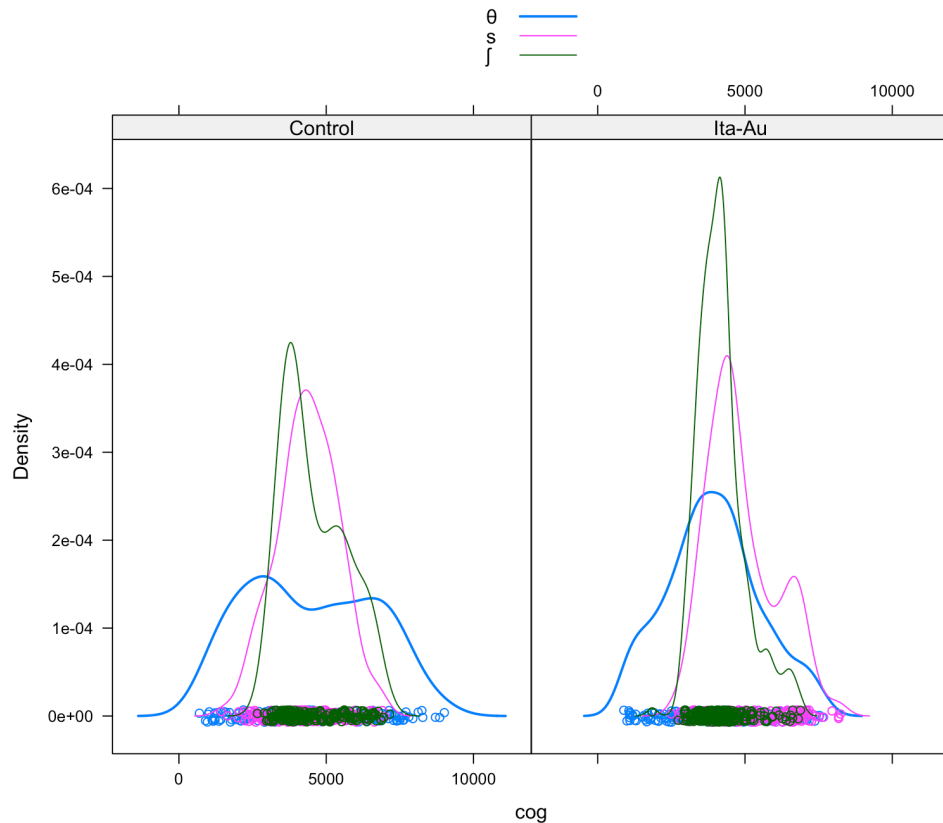 θ
s
ʃ
0 5000 10000
Control Ita-Au
6e-04
5e-04
4e-04
3e-04
2e-04
1e-04
0e+00
Density
0 5000 10000
cog